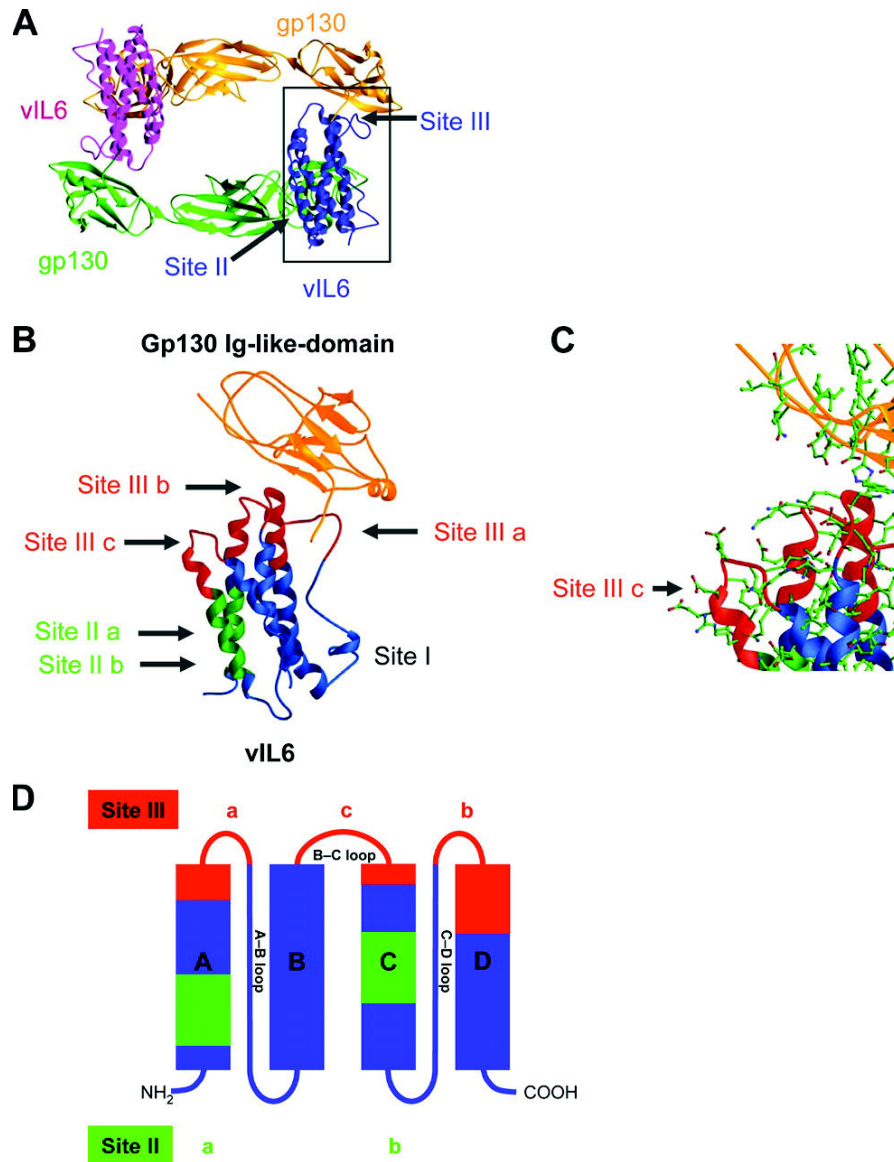 A
gp130
vIL6
Site III
gp130
Site II
vIL6
B
Gp130 Ig-like-domain
Site III b
Site III c
Site III a
Site II a
Site II b
Site I
vIL6
C
Site III c
D
Site III
a
c
b
B–C loop
A
A–B loop
B
C
C–D loop
D
NH₂
COOH
Site II
a
b